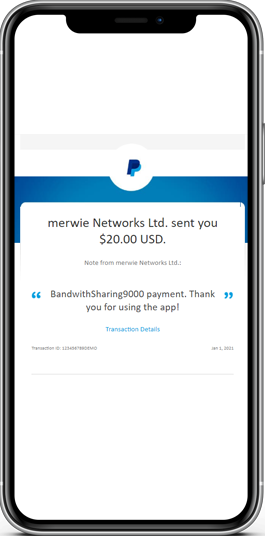 merwie Networks Ltd. sent you
$20.00 USD.
Note from merwie Networks Ltd.:
“ BandwithSharing9000 payment. Thank ”
you for using the app!
Transaction Details
Transaction ID: Jan 1, 2021